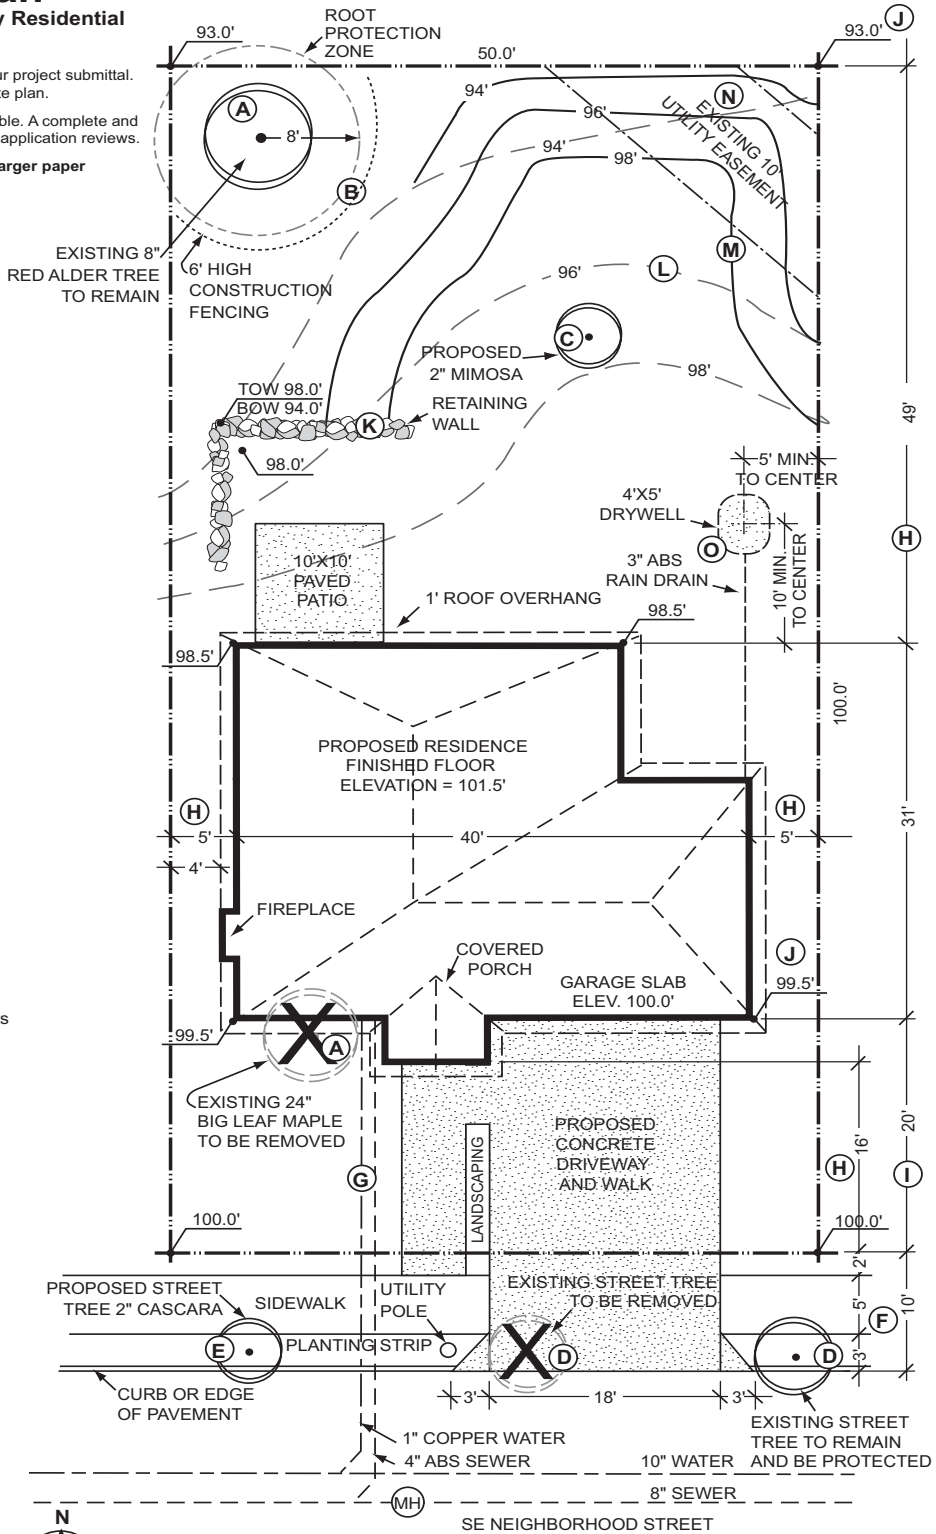 y Residential
ur project submittal.
te plan.
ble. A complete and
application reviews.
arger paper
ROOT
PROTECTION
ZONE
93.0'
50.0'
93.0'
J
A
8'
B
94'
96'
94'
98'
N
EXISTING 10'
UTILITY EASEMENT
EXISTING 8"
RED ALDER TREE
TO REMAIN
6' HIGH
CONSTRUCTION
FENCING
96'
L
M
C
PROPOSED
2" MIMOSA
98'
TOW 98.0'
BOW 94.0'
K
RETAINING
WALL
98.0'
49'
5' MIN.
TO CENTER
4'X5'
DRYWELL
O
H
10' MIN.
TO CENTER
3" ABS
RAIN DRAIN
10'X10'
PAVED
PATIO
1' ROOF OVERHANG
98.5'
98.5'
100.0'
PROPOSED RESIDENCE
FINISHED FLOOR
ELEVATION = 101.5'
H
5'
40'
H
5'
31'
4'
FIREPLACE
COVERED
PORCH
J
GARAGE SLAB
ELEV. 100.0'
99.5'
s
99.5'
A
EXISTING 24"
BIG LEAF MAPLE
TO BE REMOVED
PROPOSED
CONCRETE
DRIVEWAY
AND WALK
LANDSCAPING
G
16'
H
20'
I
100.0'
100.0'
2'
PROPOSED STREET
TREE 2" CASCARA
SIDEWALK
UTILITY
POLE
EXISTING STREET TREE
TO BE REMOVED
5'
10'
F
E
PLANTING STRIP
D
D
3'
CURB OR EDGE
OF PAVEMENT
3'
18'
3'
EXISTING STREET
TREE TO REMAIN
AND BE PROTECTED
1" COPPER WATER
4" ABS SEWER
10" WATER
8" SEWER
MH
SE NEIGHBORHOOD STREET
N